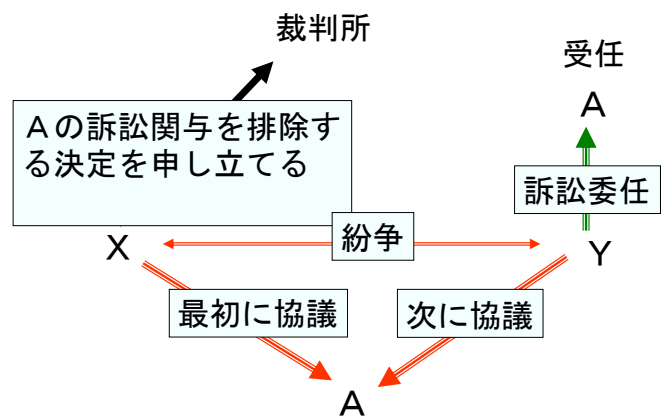 裁判所
受任
A
Aの訴訟関与を排除す
る決定を申し立てる
訴訟委任
紛争
X
Y
最初に協議
次に協議
A